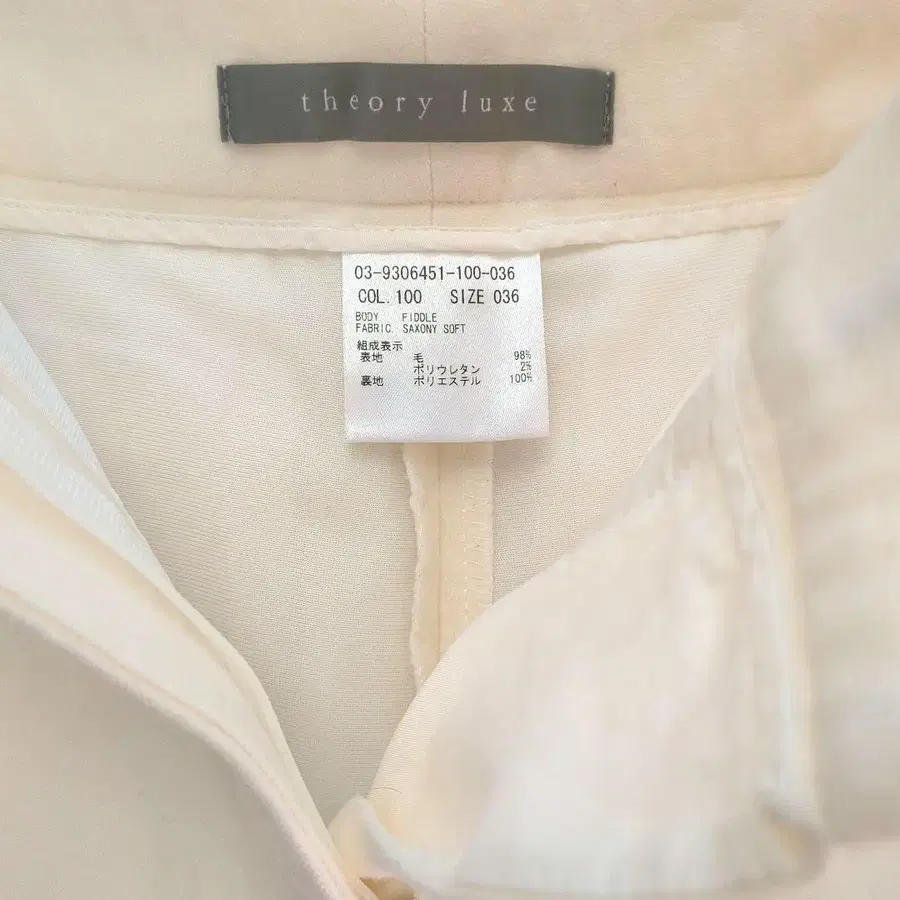 theory luxe
03-9306451-100-036
COL. 100 SIZE 036
BODY FIDDLE
FABRIC. SAXONY SOFT
組成表示
表地 毛 98%
ポリウレタン 2%
裏地 ポリエステル 100%